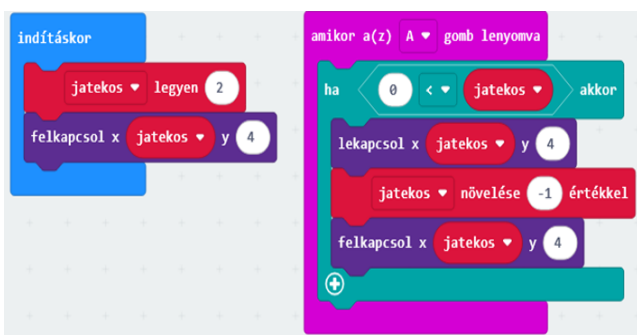 indításkor
jatekos ▼ legyen 2
felkapcsol x jatekos ▼ y 4
amikor a(z) A ▼ gomb lenyomva
ha 0 < ▼ jatekos ▼ akkor
lekapcsol x jatekos ▼ y 4
jatekos ▼ növelése -1 értékkel
felkapcsol x jatekos ▼ y 4